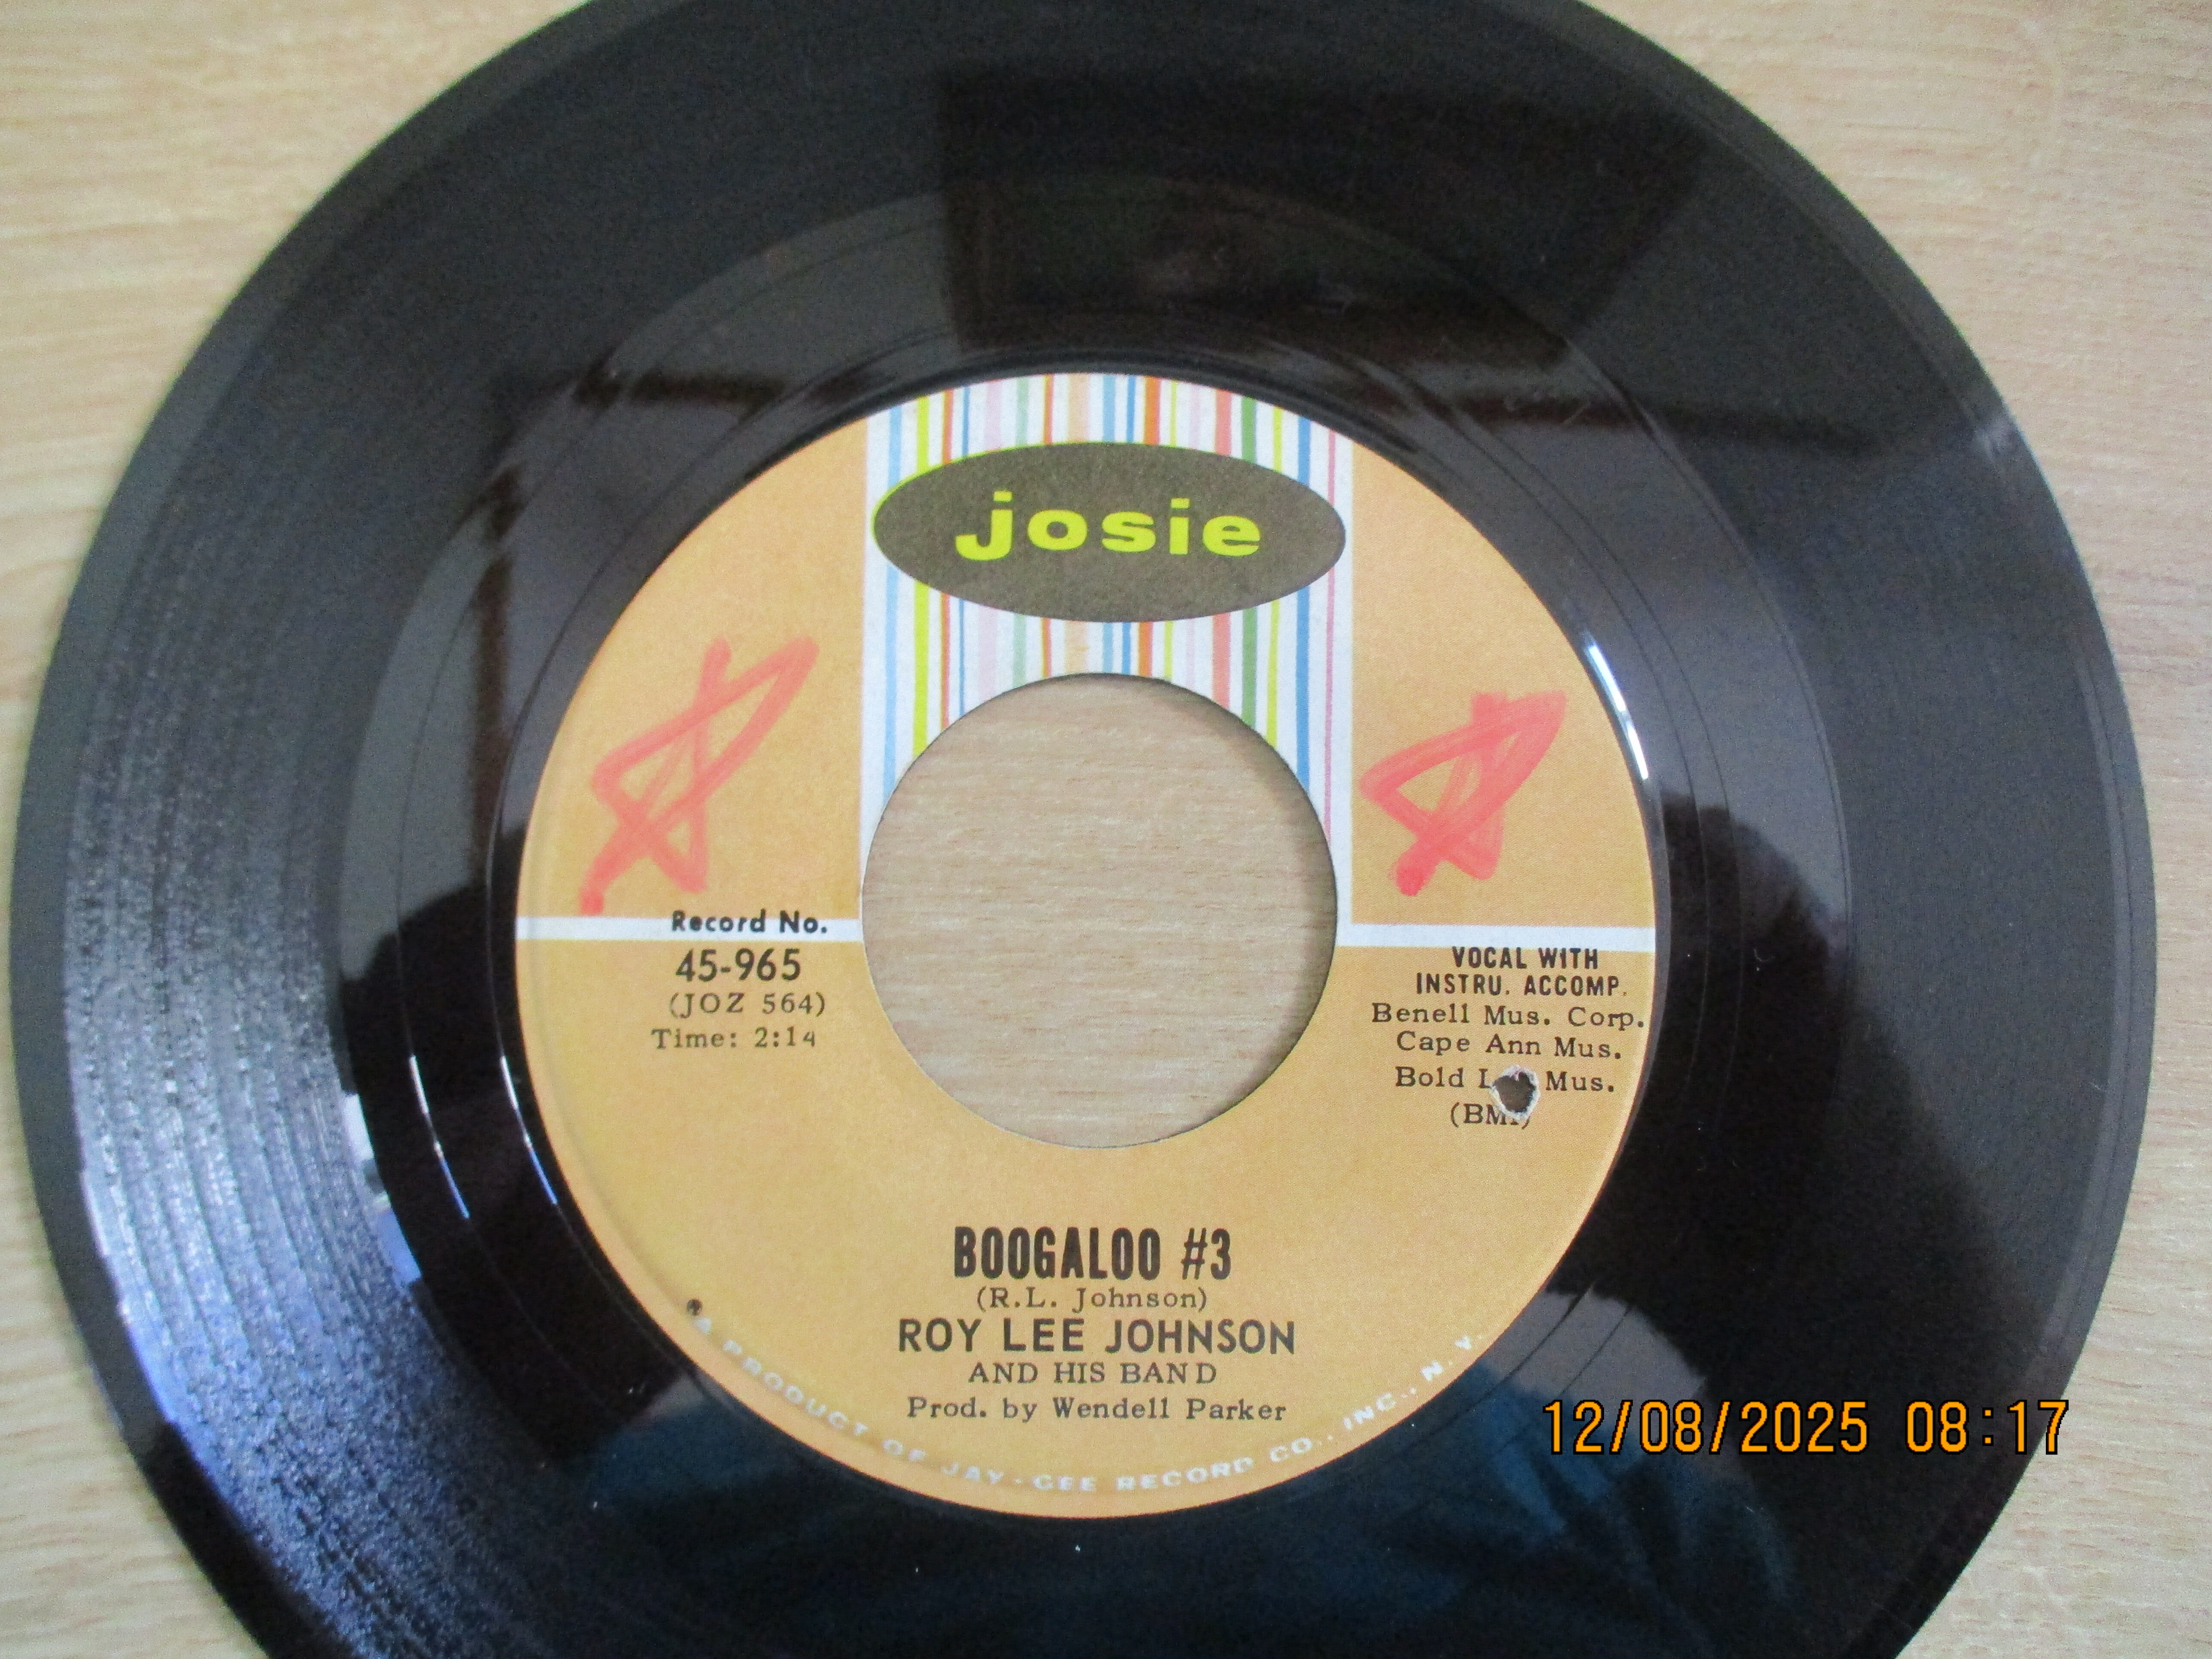 josie
Record No.
45-965
(JOZ 564)
Time: 2:14
VOCAL WITH
INSTRU. ACCOMP.
Benell Mus. Corp.
Cape Ann Mus.
Bold Mus.
(BMI)
BOOGALOO #3
(R.L. Johnson)
ROY LEE JOHNSON
AND HIS BAND
Prod. by Wendell Parker
A PRODUCT OF JAY-GEE RECORD CO., INC., N. Y.
12/08/2025 08:17